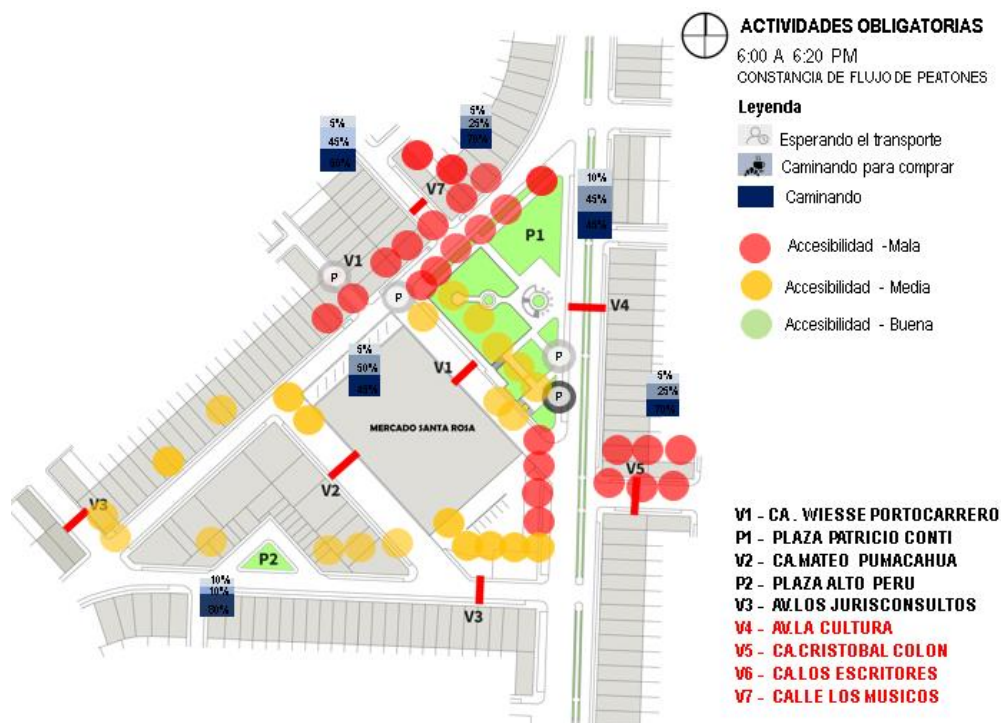 ACTIVIDADES OBLIGATORIAS
6:00 A 6:20 PM
CONSTANCIA DE FLUJO DE PEATONES
Leyenda
Esperando el transporte
Caminando para comprar
Caminando
Accesibilidad -Mala
Accesibilidad - Media
Accesibilidad - Buena
5%
25%
70%
5%
45%
50%
V7
10%
45%
45%
P1
V1
P
P
V4
5%
50%
45%
V1
P
P
5%
25%
70%
MERCADO SANTA ROSA
V2
V5
V3
P2
10%
10%
80%
V3
V1 - CA. WIESSE PORTOCARRERO
P1 - PLAZA PATRICIO CONTI
V2 - CA.MATEO PUMACAHUA
P2 - PLAZA ALTO PERU
V3 - AV.LOS JURISCONSULTOS
V4 - AV.LA CULTURA
V5 - CA.CRISTOBAL COLON
V6 - CA.LOS ESCRITORES
V7 - CALLE LOS MUSICOS